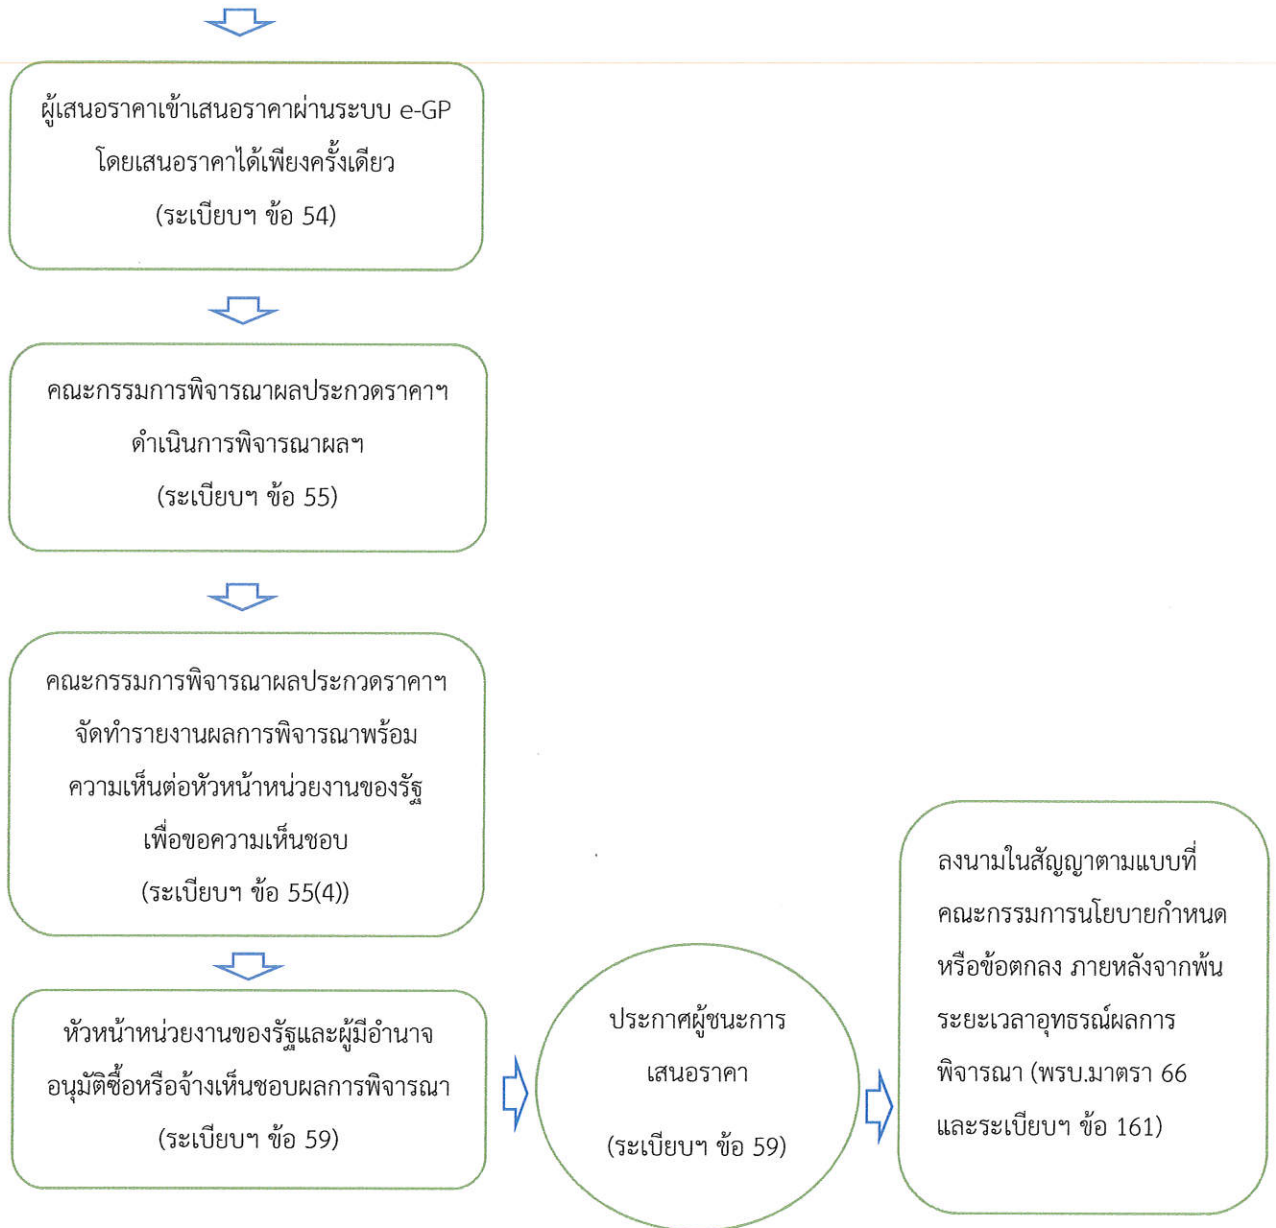 ผู้เสนอราคาเข้าเสนอราคาผ่านระบบ e-GP
โดยเสนอราคาได้เพียงครั้งเดียว
(ระเบียบฯ ข้อ 54)
คณะกรรมการพิจารณาผลประกวดราคาฯ
ดำเนินการพิจารณาผลฯ
(ระเบียบฯ ข้อ 55)
คณะกรรมการพิจารณาผลประกวดราคาฯ
จัดทำรายงานผลการพิจารณาพร้อม
ความเห็นต่อหัวหน้าหน่วยงานของรัฐ
เพื่อขอความเห็นชอบ
(ระเบียบฯ ข้อ 55(4))
หัวหน้าหน่วยงานของรัฐและผู้มีอำนาจ
อนุมัติซื้อหรือจ้างเห็นชอบผลการพิจารณา
(ระเบียบฯ ข้อ 59)
ประกาศผู้ชนะการ
เสนอราคา
(ระเบียบฯ ข้อ 59)
ลงนามในสัญญาตามแบบที่
คณะกรรมการนโยบายกำหนด
หรือข้อตกลง ภายหลังจากพ้น
ระยะเวลาอุทธรณ์ผลการ
พิจารณา (พรบ.มาตรา 66
และระเบียบฯ ข้อ 161)